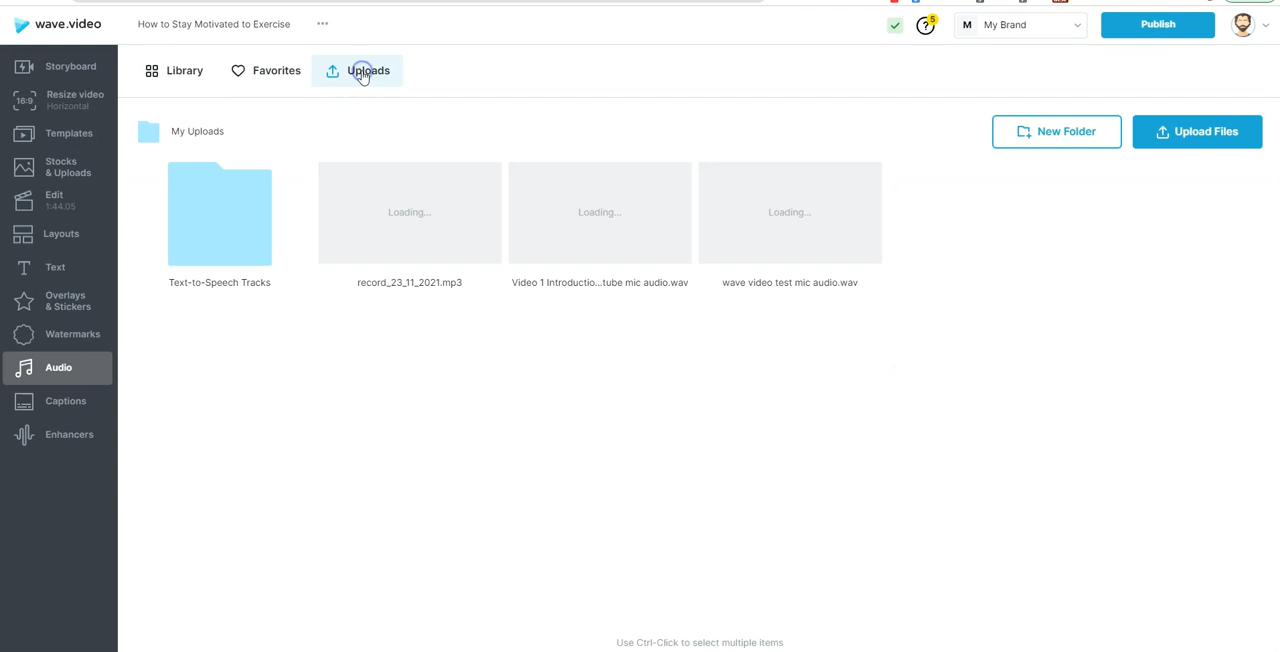 wave.video
How to Stay Motivated to Exercise
...
5
M My Brand
Publish
Storyboard
16:9
Resize video
Horizontal
Templates
Stocks
& Uploads
Edit
1:44.05
Layouts
Text
Overlays
& Stickers
Watermarks
Audio
Captions
Enhancers
Library
Favorites
Uploads
My Uploads
New Folder
Upload Files
Loading...
Loading...
Loading...
Text-to-Speech Tracks
record_23_11_2021.mp3
Video 1 Introductio...tube mic audio.wav
wave video test mic audio.wav
Use Ctrl-Click to select multiple items